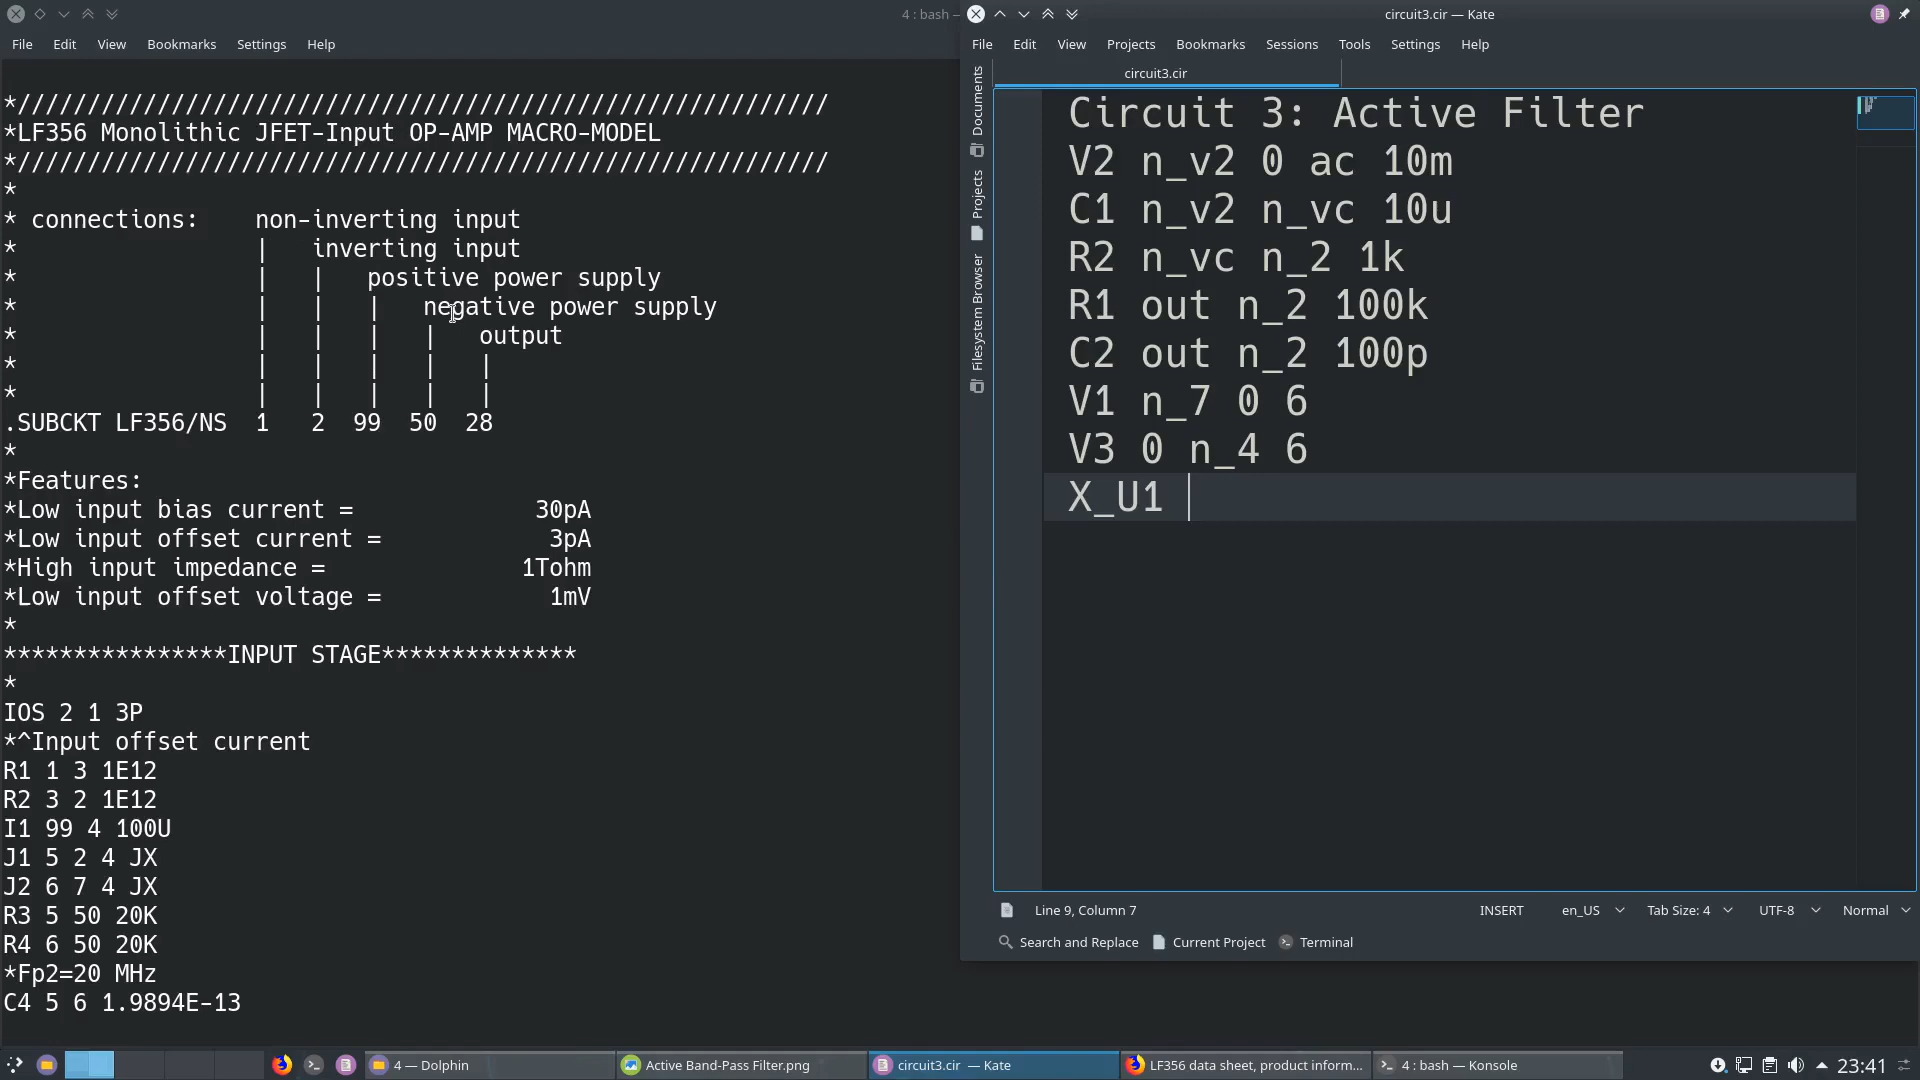 4 : bash —
File Edit View Bookmarks Settings Help
*//////////////////////////////////////////////////////////
*LF356 Monolithic JFET-Input OP-AMP MACRO-MODEL
*//////////////////////////////////////////////////////////
*
* connections:    non-inverting input
*                 |   inverting input
*                 |   |   positive power supply
*                 |   |   |   negative power supply
*                 |   |   |   |   output
*                 |   |   |   |   |
*                 |   |   |   |   |
.SUBCKT LF356/NS  1   2  99  50  28
*
*Features:
*Low input bias current =             30pA
*Low input offset current =            3pA
*High input impedance =              1Tohm
*Low input offset voltage =            1mV
*
****************INPUT STAGE**************
*
IOS 2 1 3P
*^Input offset current
R1 1 3 1E12
R2 3 2 1E12
I1 99 4 100U
J1 5 2 4 JX
J2 6 7 4 JX
R3 5 50 20K
R4 6 50 20K
*Fp2=20 MHz
C4 5 6 1.9894E-13
circuit3.cir — Kate
File Edit View Projects Bookmarks Sessions Tools Settings Help
circuit3.cir
Documents
Projects
Filesystem Browser
Circuit 3: Active Filter
V2 n_v2 0 ac 10m
C1 n_v2 n_vc 10u
R2 n_vc n_2 1k
R1 out n_2 100k
C2 out n_2 100p
V1 n_7 0 6
V3 0 n_4 6
X_U1
Line 9, Column 7 INSERT en_US Tab Size: 4 UTF-8 Normal
Search and Replace Current Project Terminal
4 — Dolphin Active Band-Pass Filter.png circuit3.cir — Kate LF356 data sheet, product inform... 4 : bash — Konsole 23:41